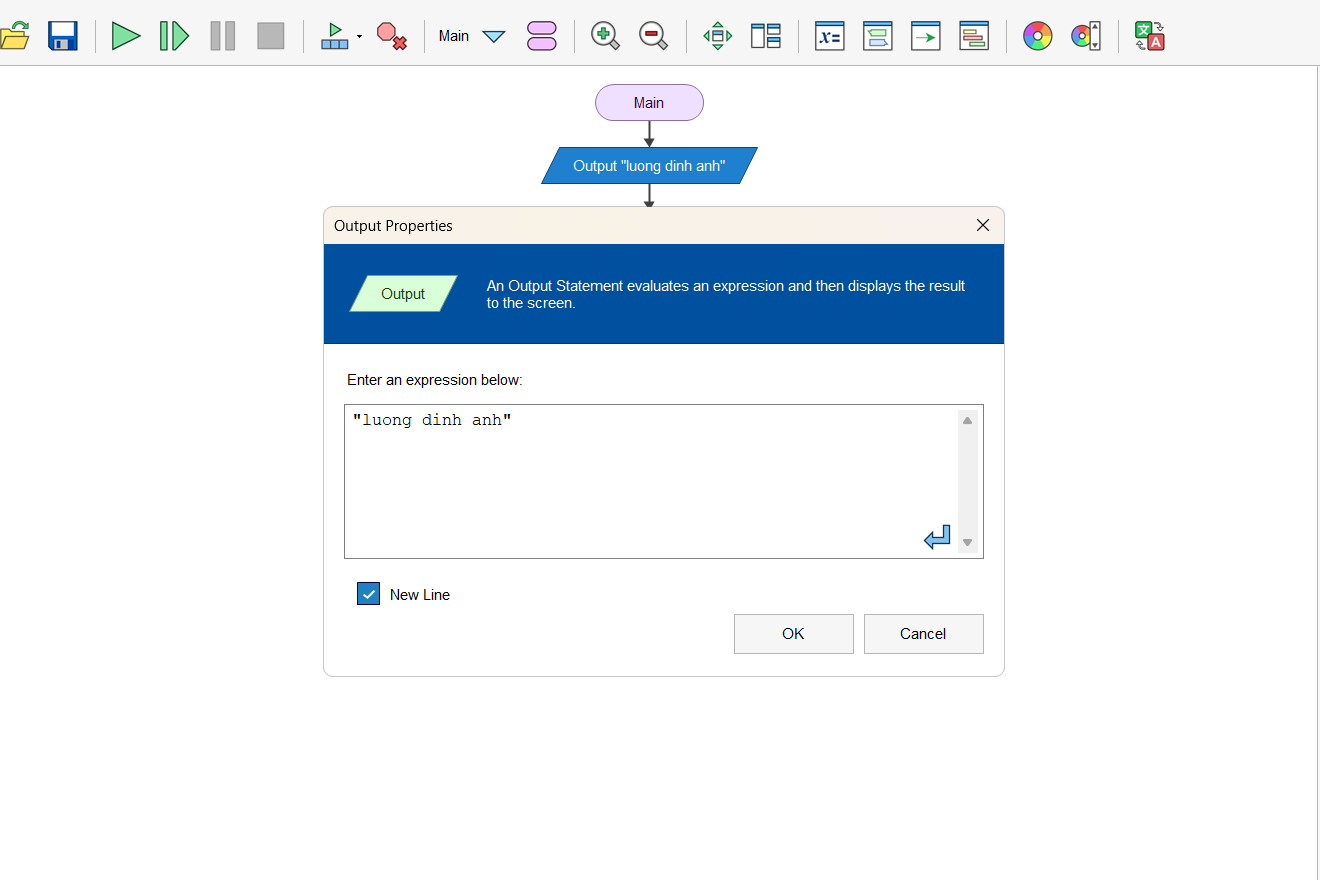 Main
文
A
Main
Output "luong dinh anh"
Output Properties
Output
An Output Statement evaluates an expression and then displays the result
to the screen.
Enter an expression below:
"luong dinh anh"
New Line
OK
Cancel